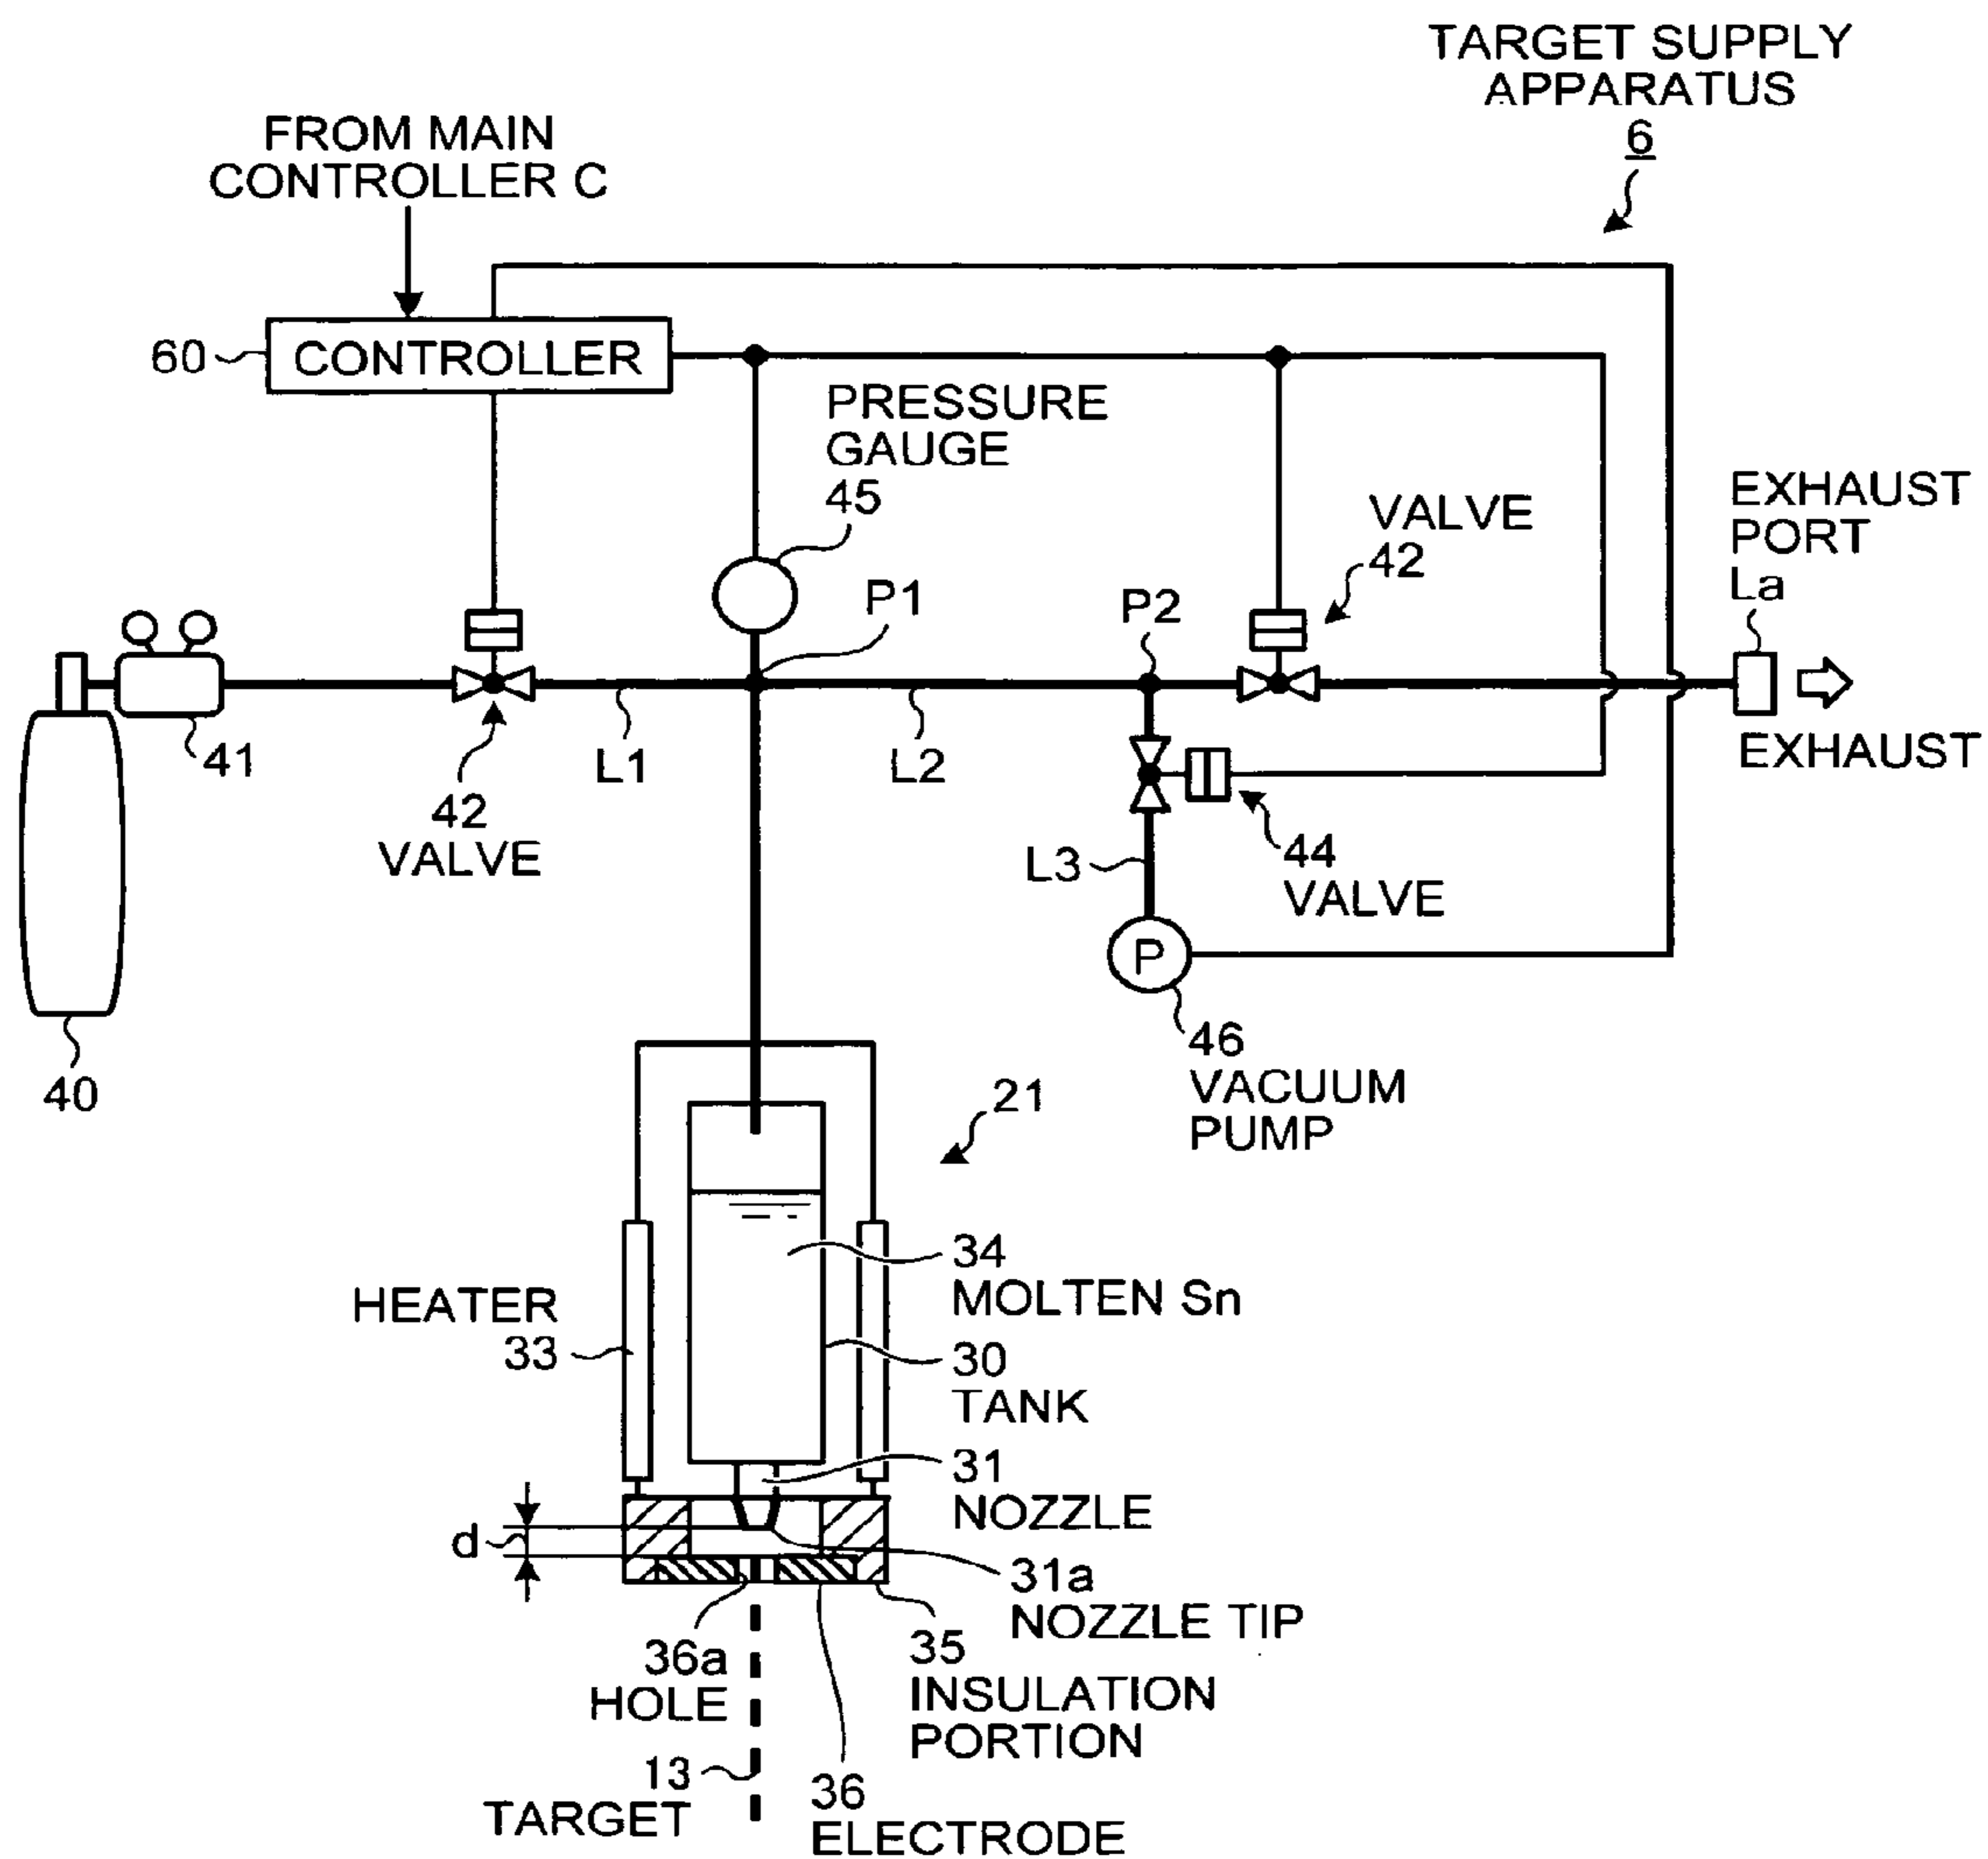 TARGET SUPPLY
APPARATUS
6
FROM MAIN
CONTROLLER C
60
CONTROLLER
PRESSURE
GAUGE
45
VALVE
42
EXHAUST
PORT
La
P1
P2
41
L1
L2
EXHAUST
42
VALVE
L3
44
VALVE
P
40
46
VACUUM
PUMP
21
34
MOLTEN Sn
HEATER
33
30
TANK
31
NOZZLE
d
31a
NOZZLE TIP
36a
HOLE
35
INSULATION
PORTION
13
TARGET
36
ELECTRODE